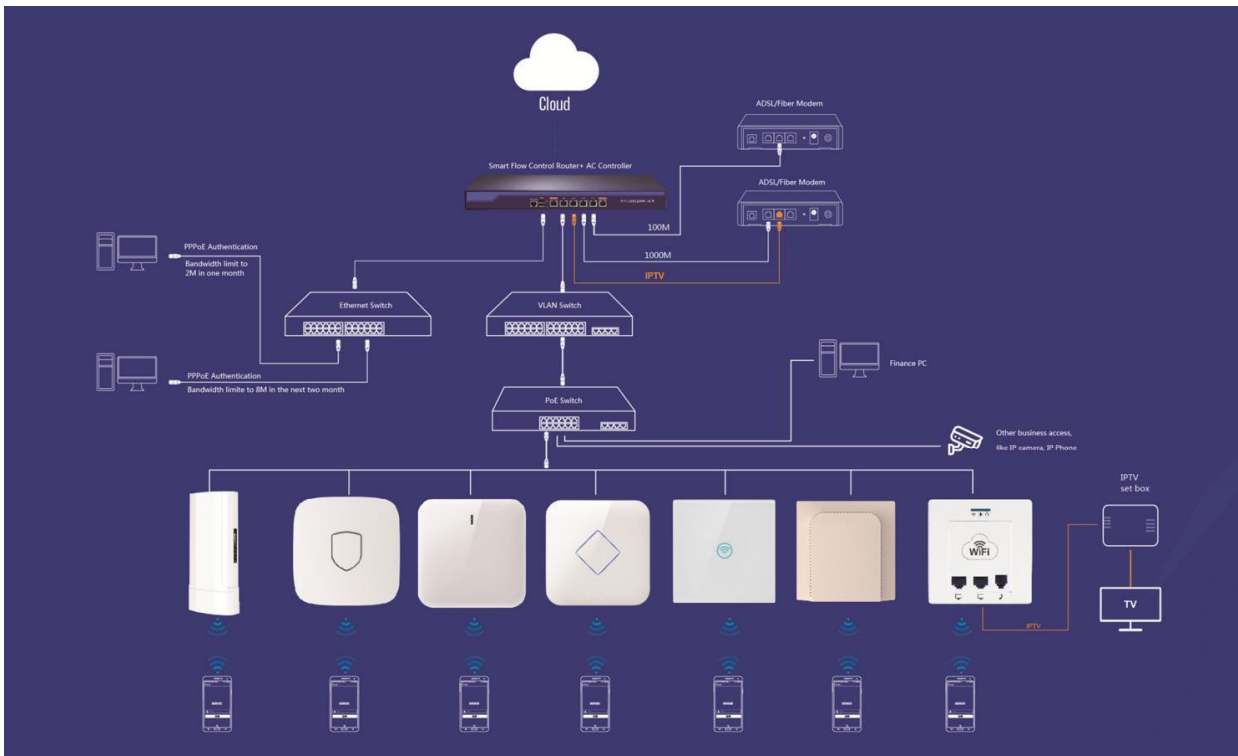 Cloud
ADSL/Fiber Modem
Smart Flow Control Router+ AC Controller
ADSL/Fiber Modem
100M
1000M
IPTV
PPPoE Authentication
Bandwidth limit to
2M in one month
Ethernet Switch
VLAN Switch
PPPoE Authentication
Bandwidth limite to 8M in the next two month
PoE Switch
Finance PC
Other business access,
like IP camera, IP Phone
IPTV
set box
WiFi
TV
IPTV